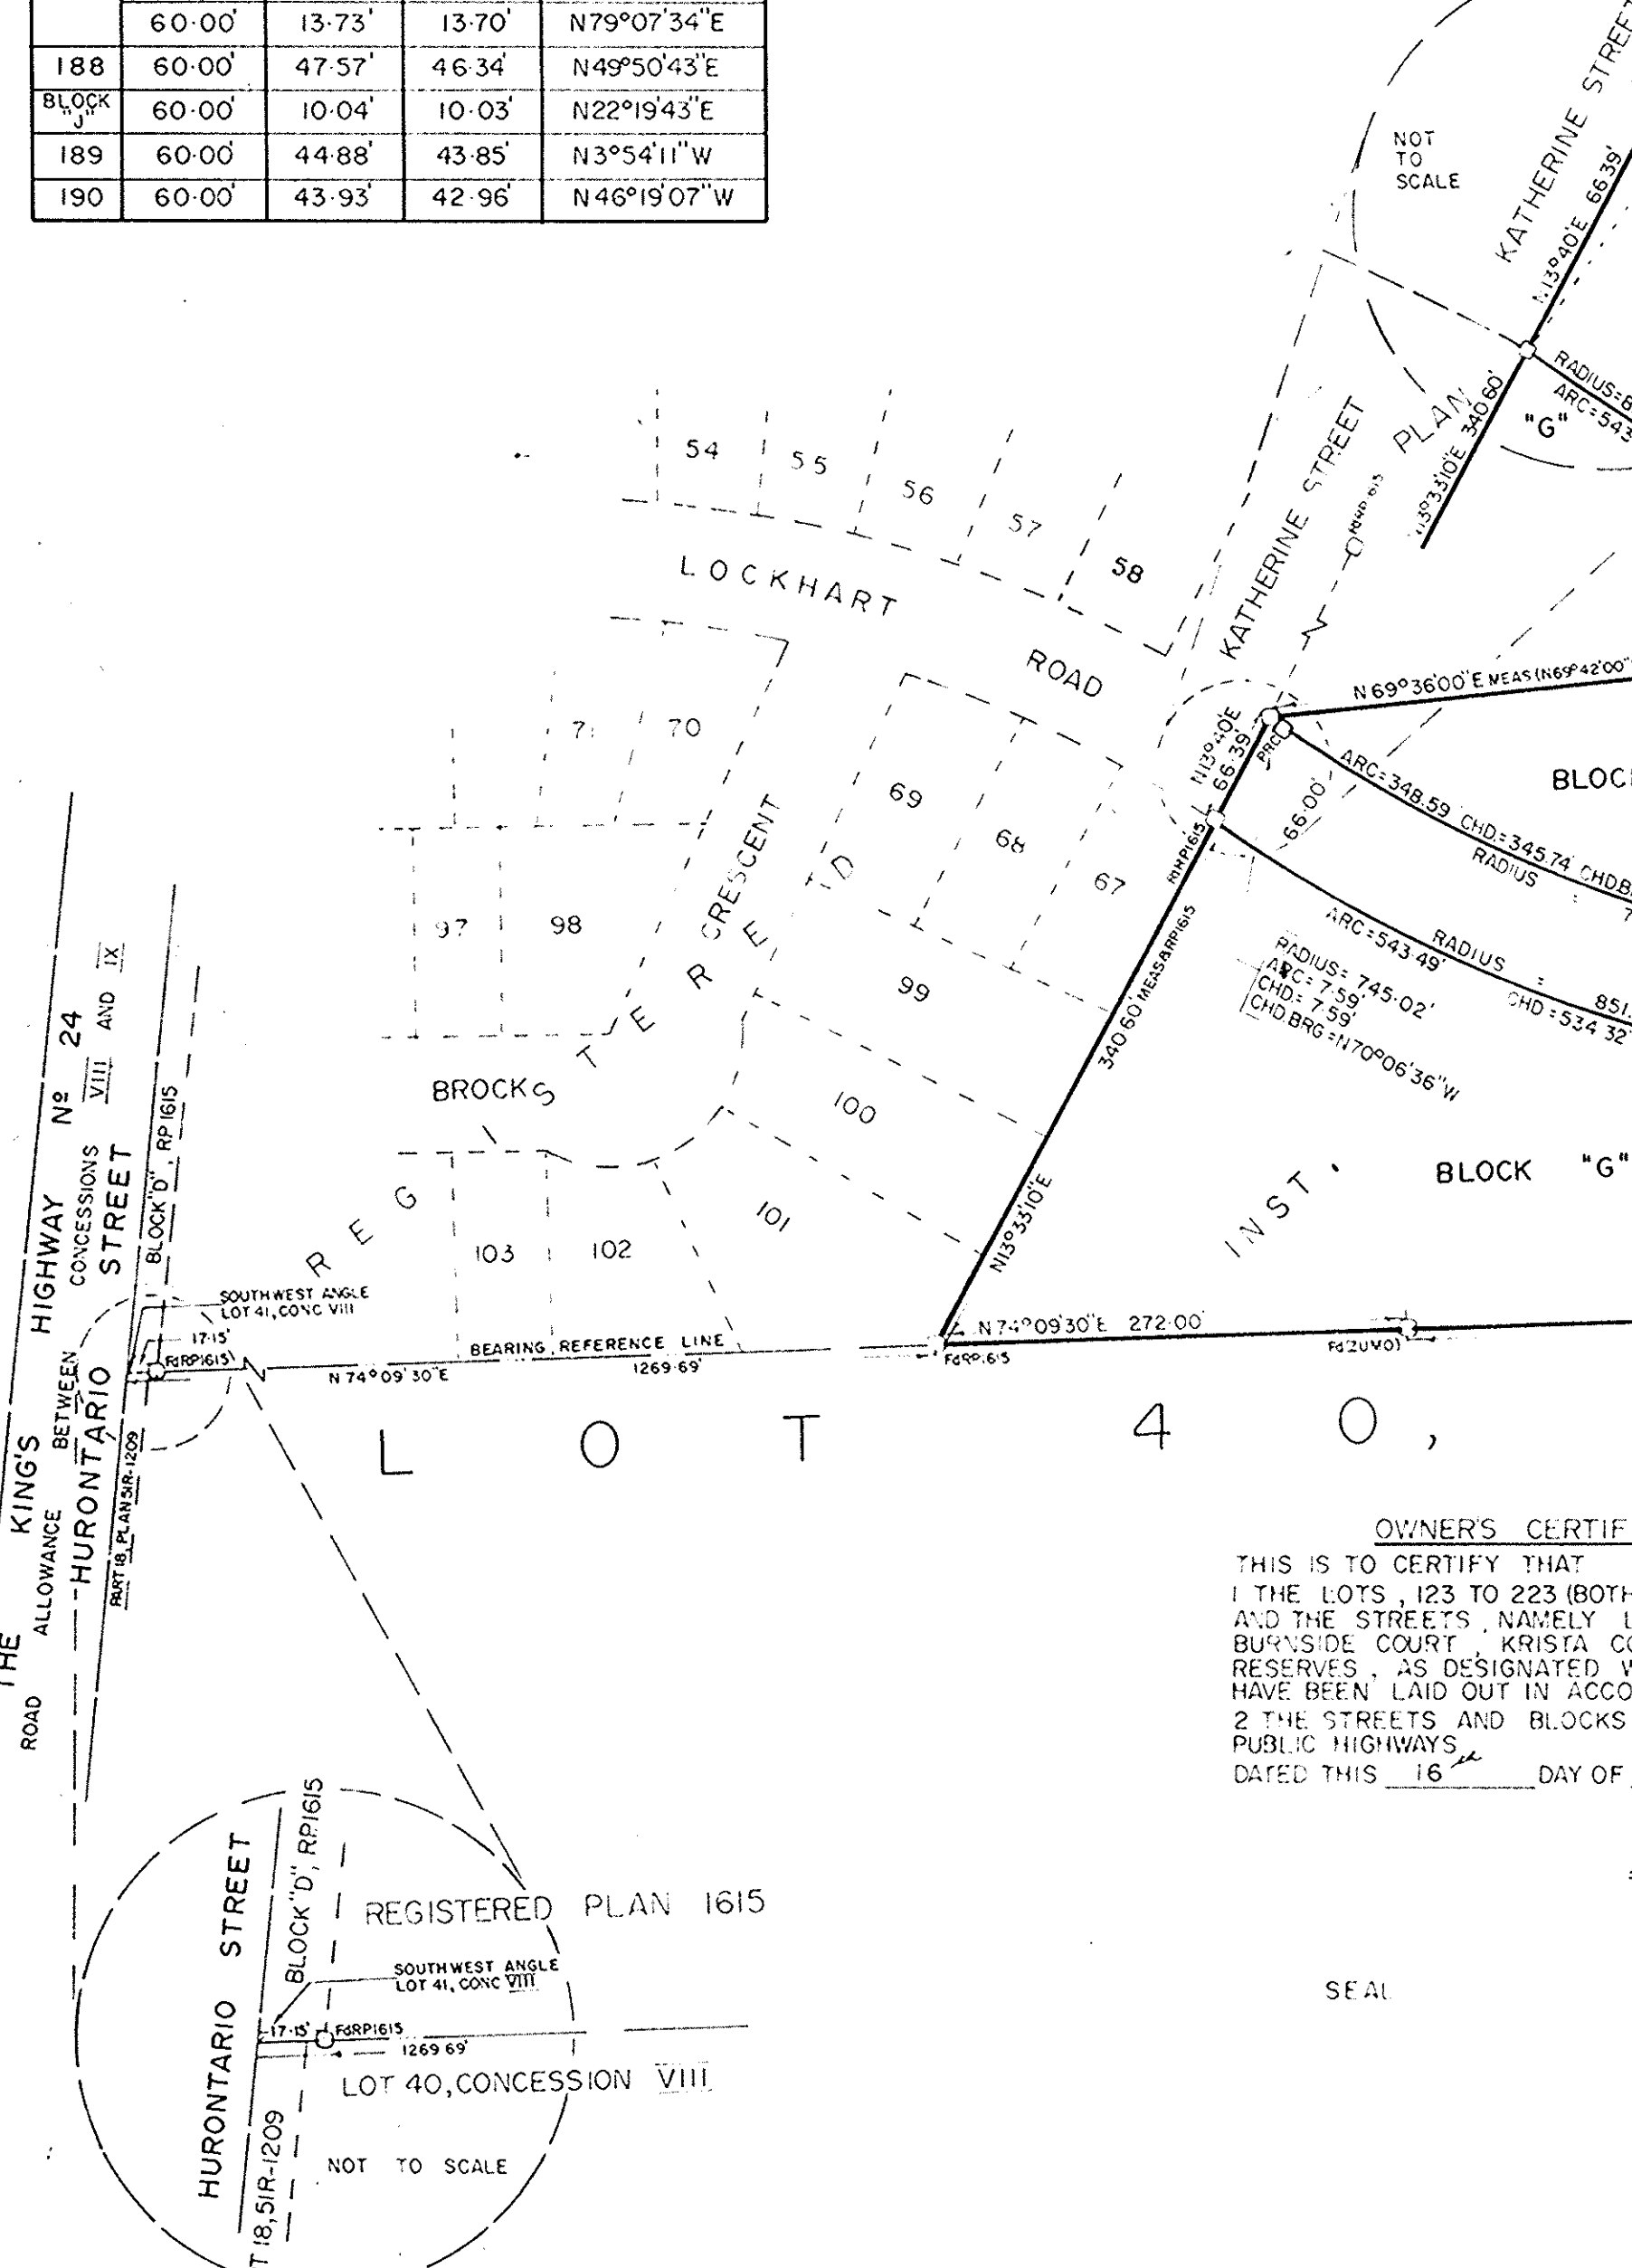 60·00' 13·73' 13·70' N79°07'34"E
188 60·00' 47·57' 46·34' N49°50'43"E
BLOCK "J" 60·00' 10·04' 10·03' N22°19'43"E
189 60·00' 44·88' 43·85' N3°54'11"W
190 60·00' 43·93' 42·96' N46°19'07"W
KATHERINE STREET
NOT
TO
SCALE
N13°40'E 66.39'
RADIUS=8
ARC=543
"G"
N13°33'10"E 340 60'
PLAN
KATHERINE STREET
54
55
56
57
58
LOCKHART
ROAD
70
69
68
67
97
98
99
100
101
102
103
CRESCENT
BROCKS
REGISTERED
N 69°36'00"E MEAS (N69°42'00"
N13°40'E
66·39'
PRC
66·00'
BLOC
ARC=348.59' CHD.=345.74' CHD.B
RADIUS
ARC=543·49'
RADIUS = 851.
CHD=534 32'
RADIUS= 745·02'
ARC= 7·59'
CHD.= 7·59'
CHD.BRG=N70°06'36"W
340 60' MEAS&RP1615
N13°33'10"E
INST.
BLOCK "G"
THE KING'S HIGHWAY Nº 24
ROAD ALLOWANCE BETWEEN CONCESSIONS VIII AND IX
HURONTARIO STREET
BLOCK "D", RP 1615
PART 18, PLAN 51R-1209
SOUTHWEST ANGLE
LOT 41, CONC VIII
17·15'
FdRP1615
BEARING REFERENCE LINE
N 74°09'30"E
1269·69'
N 74°09'30"E 272·00'
FdRP1615
LOT 40,
OWNER'S CERTIF
THIS IS TO CERTIFY THAT
1 THE LOTS, 123 TO 223 (BOTH
AND THE STREETS, NAMELY L
BURNSIDE COURT, KRISTA CO
RESERVES, AS DESIGNATED W
HAVE BEEN LAID OUT IN ACCO
2 THE STREETS AND BLOCKS
PUBLIC HIGHWAYS
DATED THIS 16th DAY OF
SEAL
HURONTARIO STREET
BLOCK "D", RP1615
REGISTERED PLAN 1615
SOUTHWEST ANGLE
LOT 41, CONC VIII
17·15' FdRP1615
1269 69'
LOT 40, CONCESSION VIII
T 18, 51R-1209
NOT TO SCALE